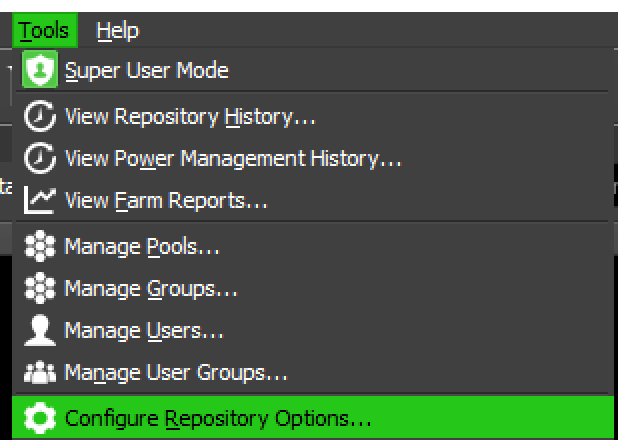 Tools Help
Super User Mode
View Repository History...
View Power Management History...
View Farm Reports...
Manage Pools...
Manage Groups...
Manage Users...
Manage User Groups...
Configure Repository Options...